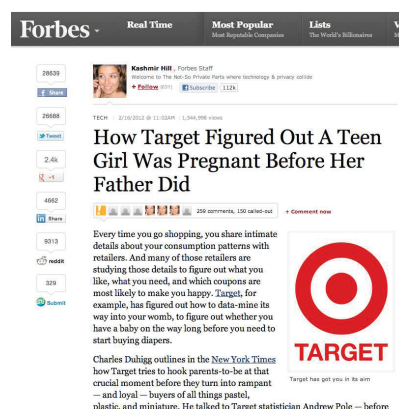 Forbes
Real Time
Most Popular
Most Reputable Companies
Lists
The World's Billionaires
28639
Share
26688
Tweet
2.4k
+1
4662
Share
9313
reddit
329
Submit
Kashmir Hill, Forbes Staff
Welcome to The Not-So Private Parts where technology & privacy collide
+ Follow
Subscribe 112k
TECH | 2/16/2012 @ 11:02AM
views
How Target Figured Out A Teen
Girl Was Pregnant Before Her
Father Did
259 comments, 150 called-out
+ Comment now
Every time you go shopping, you share intimate
details about your consumption patterns with
retailers. And many of those retailers are
studying those details to figure out what you
like, what you need, and which coupons are
most likely to make you happy. Target, for
example, has figured out how to data-mine its
way into your womb, to figure out whether you
have a baby on the way long before you need to
start buying diapers.
TARGET
Target has got you in its aim
Charles Duhigg outlines in the New York Times
how Target tries to hook parents-to-be at that
crucial moment before they turn into rampant
— and loyal — buyers of all things pastel,
plastic, and miniature. He talked to Target statistician Andrew Pole — before